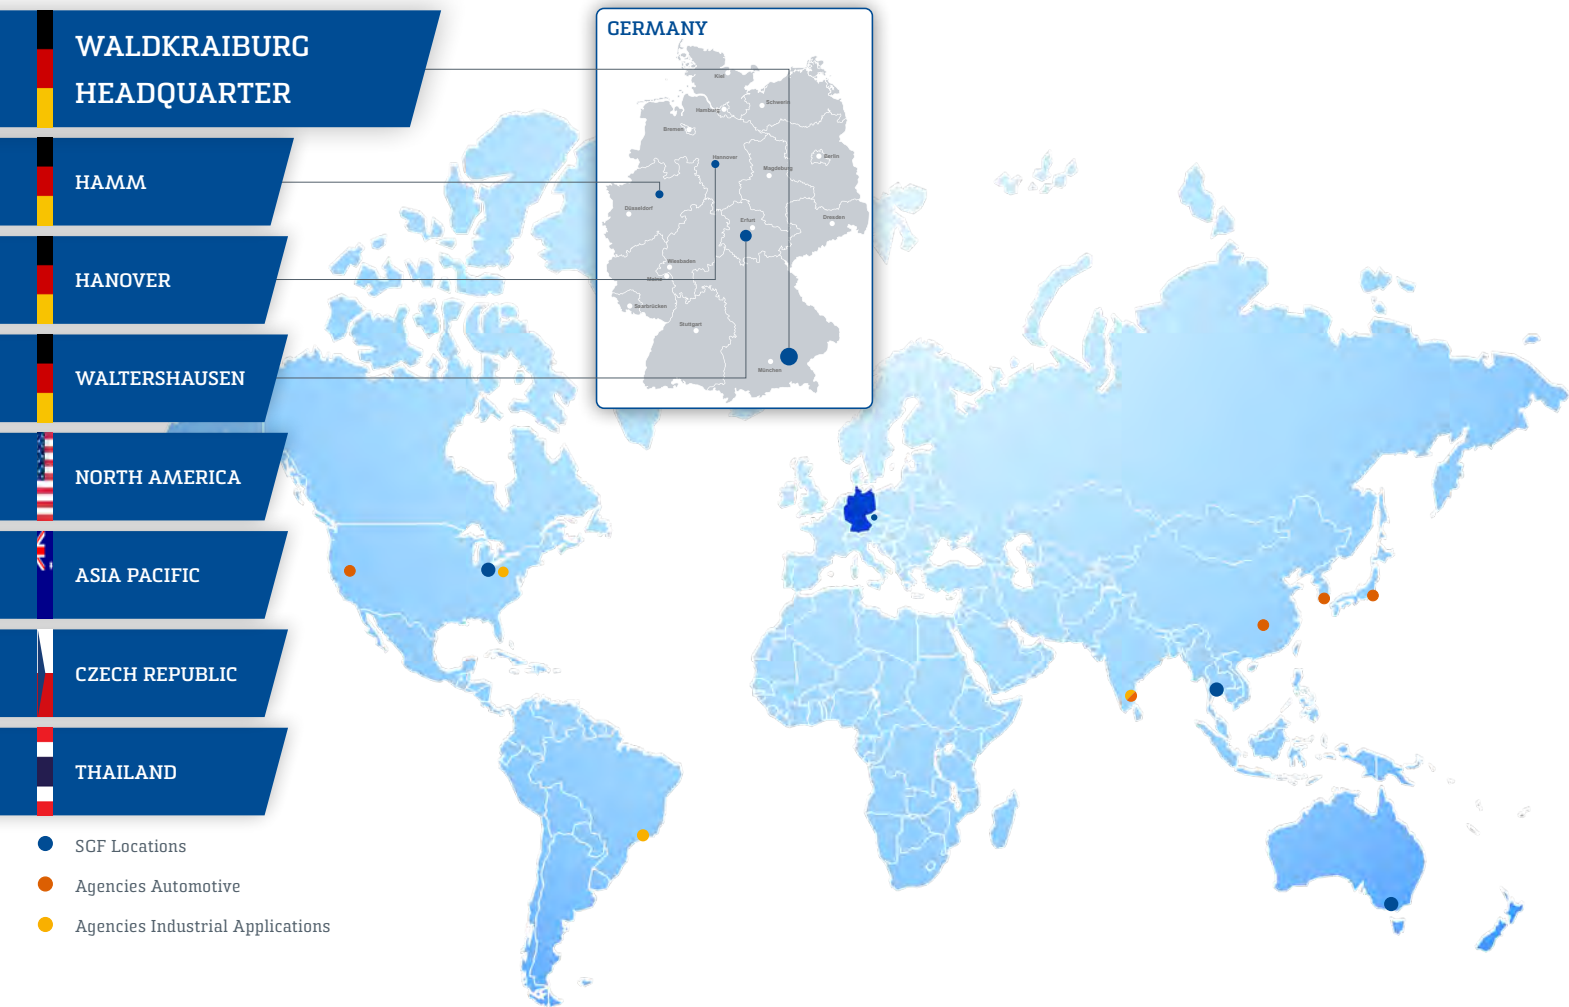 WALDKRAIBURG
HEADQUARTER
HAMM
HANOVER
WALTERSHAUSEN
NORTH AMERICA
ASIA PACIFIC
CZECH REPUBLIC
THAILAND
SGF Locations
Agencies Automotive
Agencies Industrial Applications
GERMANY
Kiel
Schwerin
Hamburg
Bremen
Berlin
Hannover
Magdeburg
Düsseldorf
Erfurt
Dresden
Wiesbaden
Mainz
Saarbrücken
Stuttgart
München